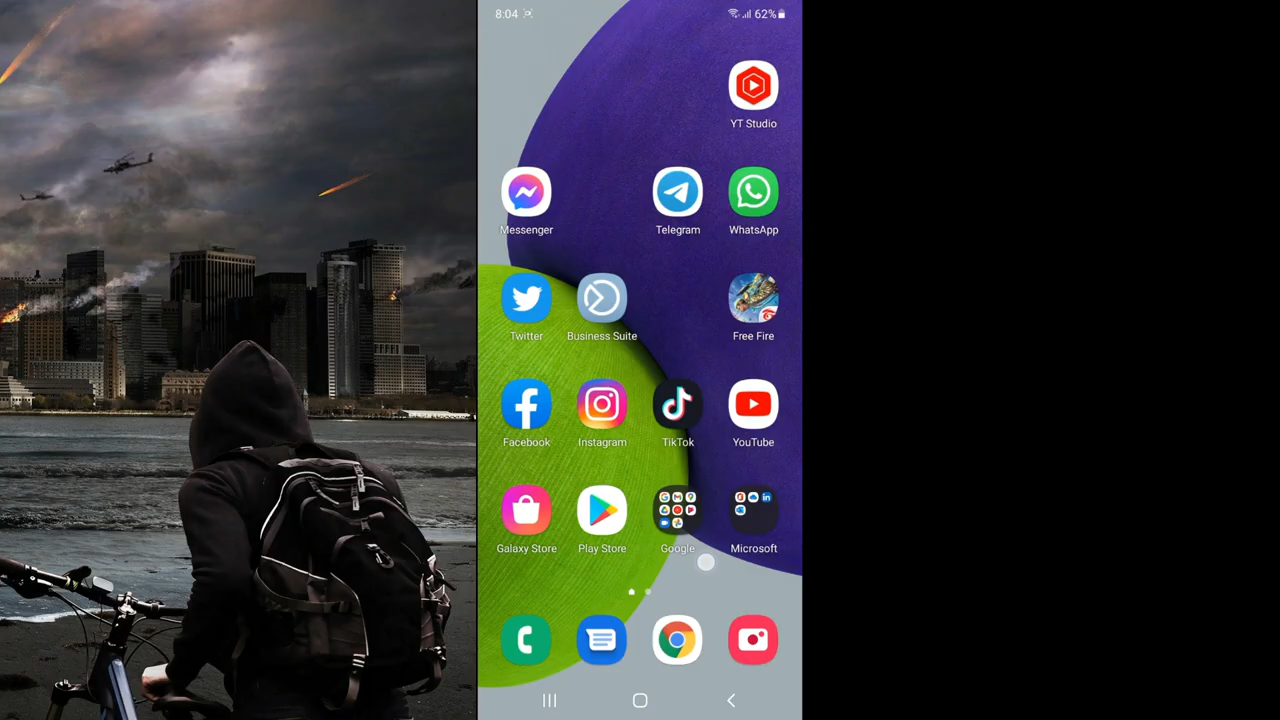 8:04 62%
YT Studio
Messenger Telegram WhatsApp
Twitter Business Suite Free Fire
Facebook Instagram TikTok YouTube
Galaxy Store Play Store Google Microsoft